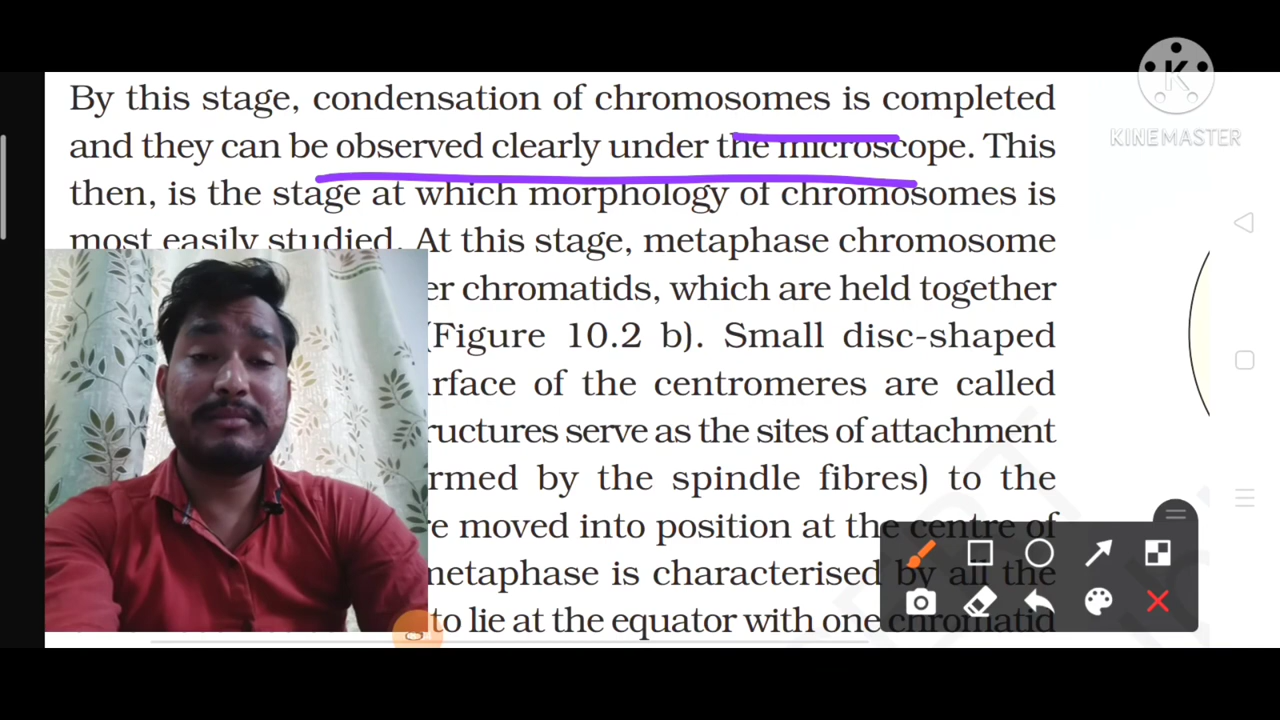 By this stage, condensation of chromosomes is completed
and they can be observed clearly under the microscope. This
then, is the stage at which morphology of chromosomes is
most easily studied. At this stage, metaphase chromosome
er chromatids, which are held together
(Figure 10.2 b). Small disc-shaped
rface of the centromeres are called
ructures serve as the sites of attachment
rmed by the spindle fibres) to the
e moved into position at the centre of
metaphase is characterised by all the
to lie at the equator with one chromatid
K
KINEMASTER